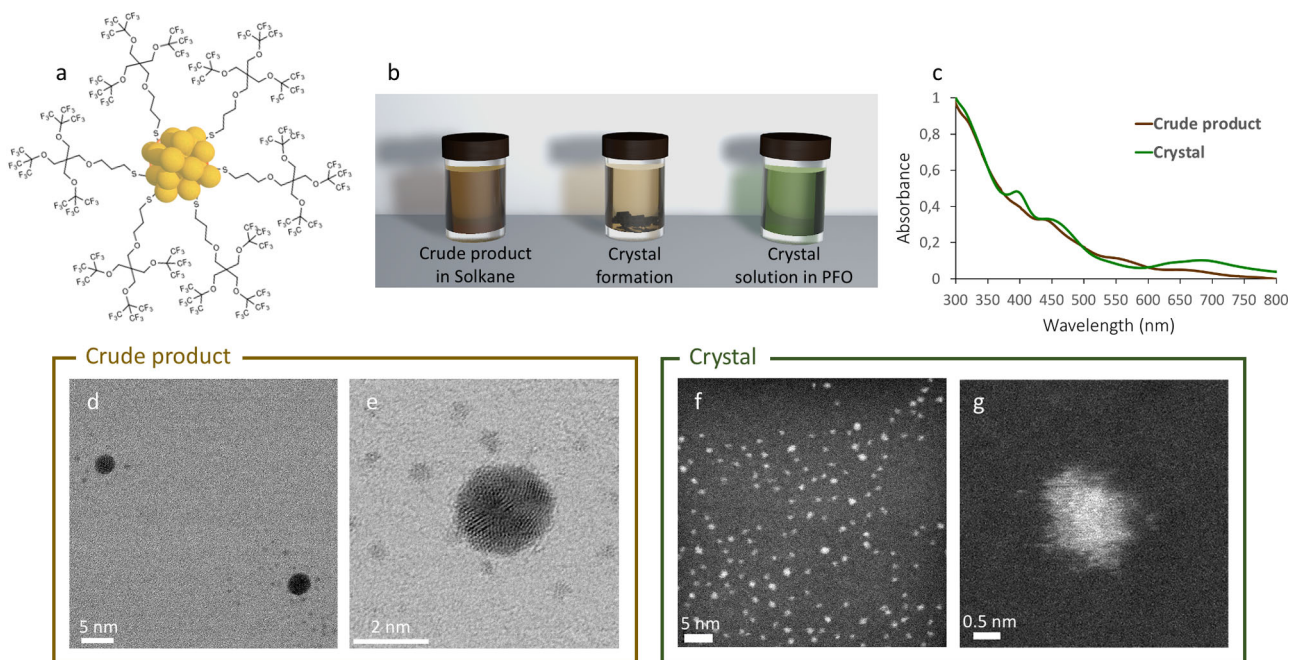 a
b
Crude product
in Solkane
Crystal
formation
Crystal
solution in PFO
c
Absorbance
1
0,8
0,6
0,4
0,2
0
300 350 400 450 500 550 600 650 700 750 800
Wavelength (nm)
Crude product
Crystal
Crude product
d
5 nm
e
2 nm
Crystal
f
5 nm
g
0.5 nm